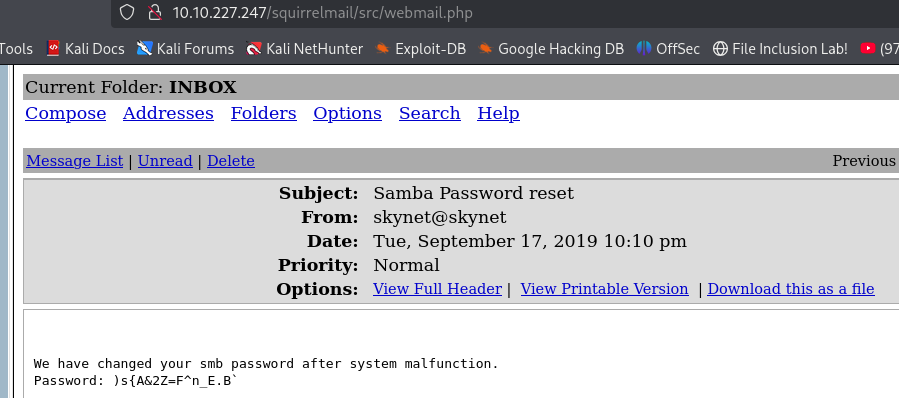 10.10.227.247/squirrelmail/src/webmail.php
Tools Kali Docs Kali Forums Kali NetHunter Exploit-DB Google Hacking DB OffSec File Inclusion Lab! (97
Current Folder: INBOX
Compose Addresses Folders Options Search Help
Message List | Unread | Delete Previous
Subject: Samba Password reset
From: skynet@skynet
Date: Tue, September 17, 2019 10:10 pm
Priority: Normal
Options: View Full Header | View Printable Version | Download this as a file
We have changed your smb password after system malfunction.
Password: )s{A&2Z=F^n_E.B`